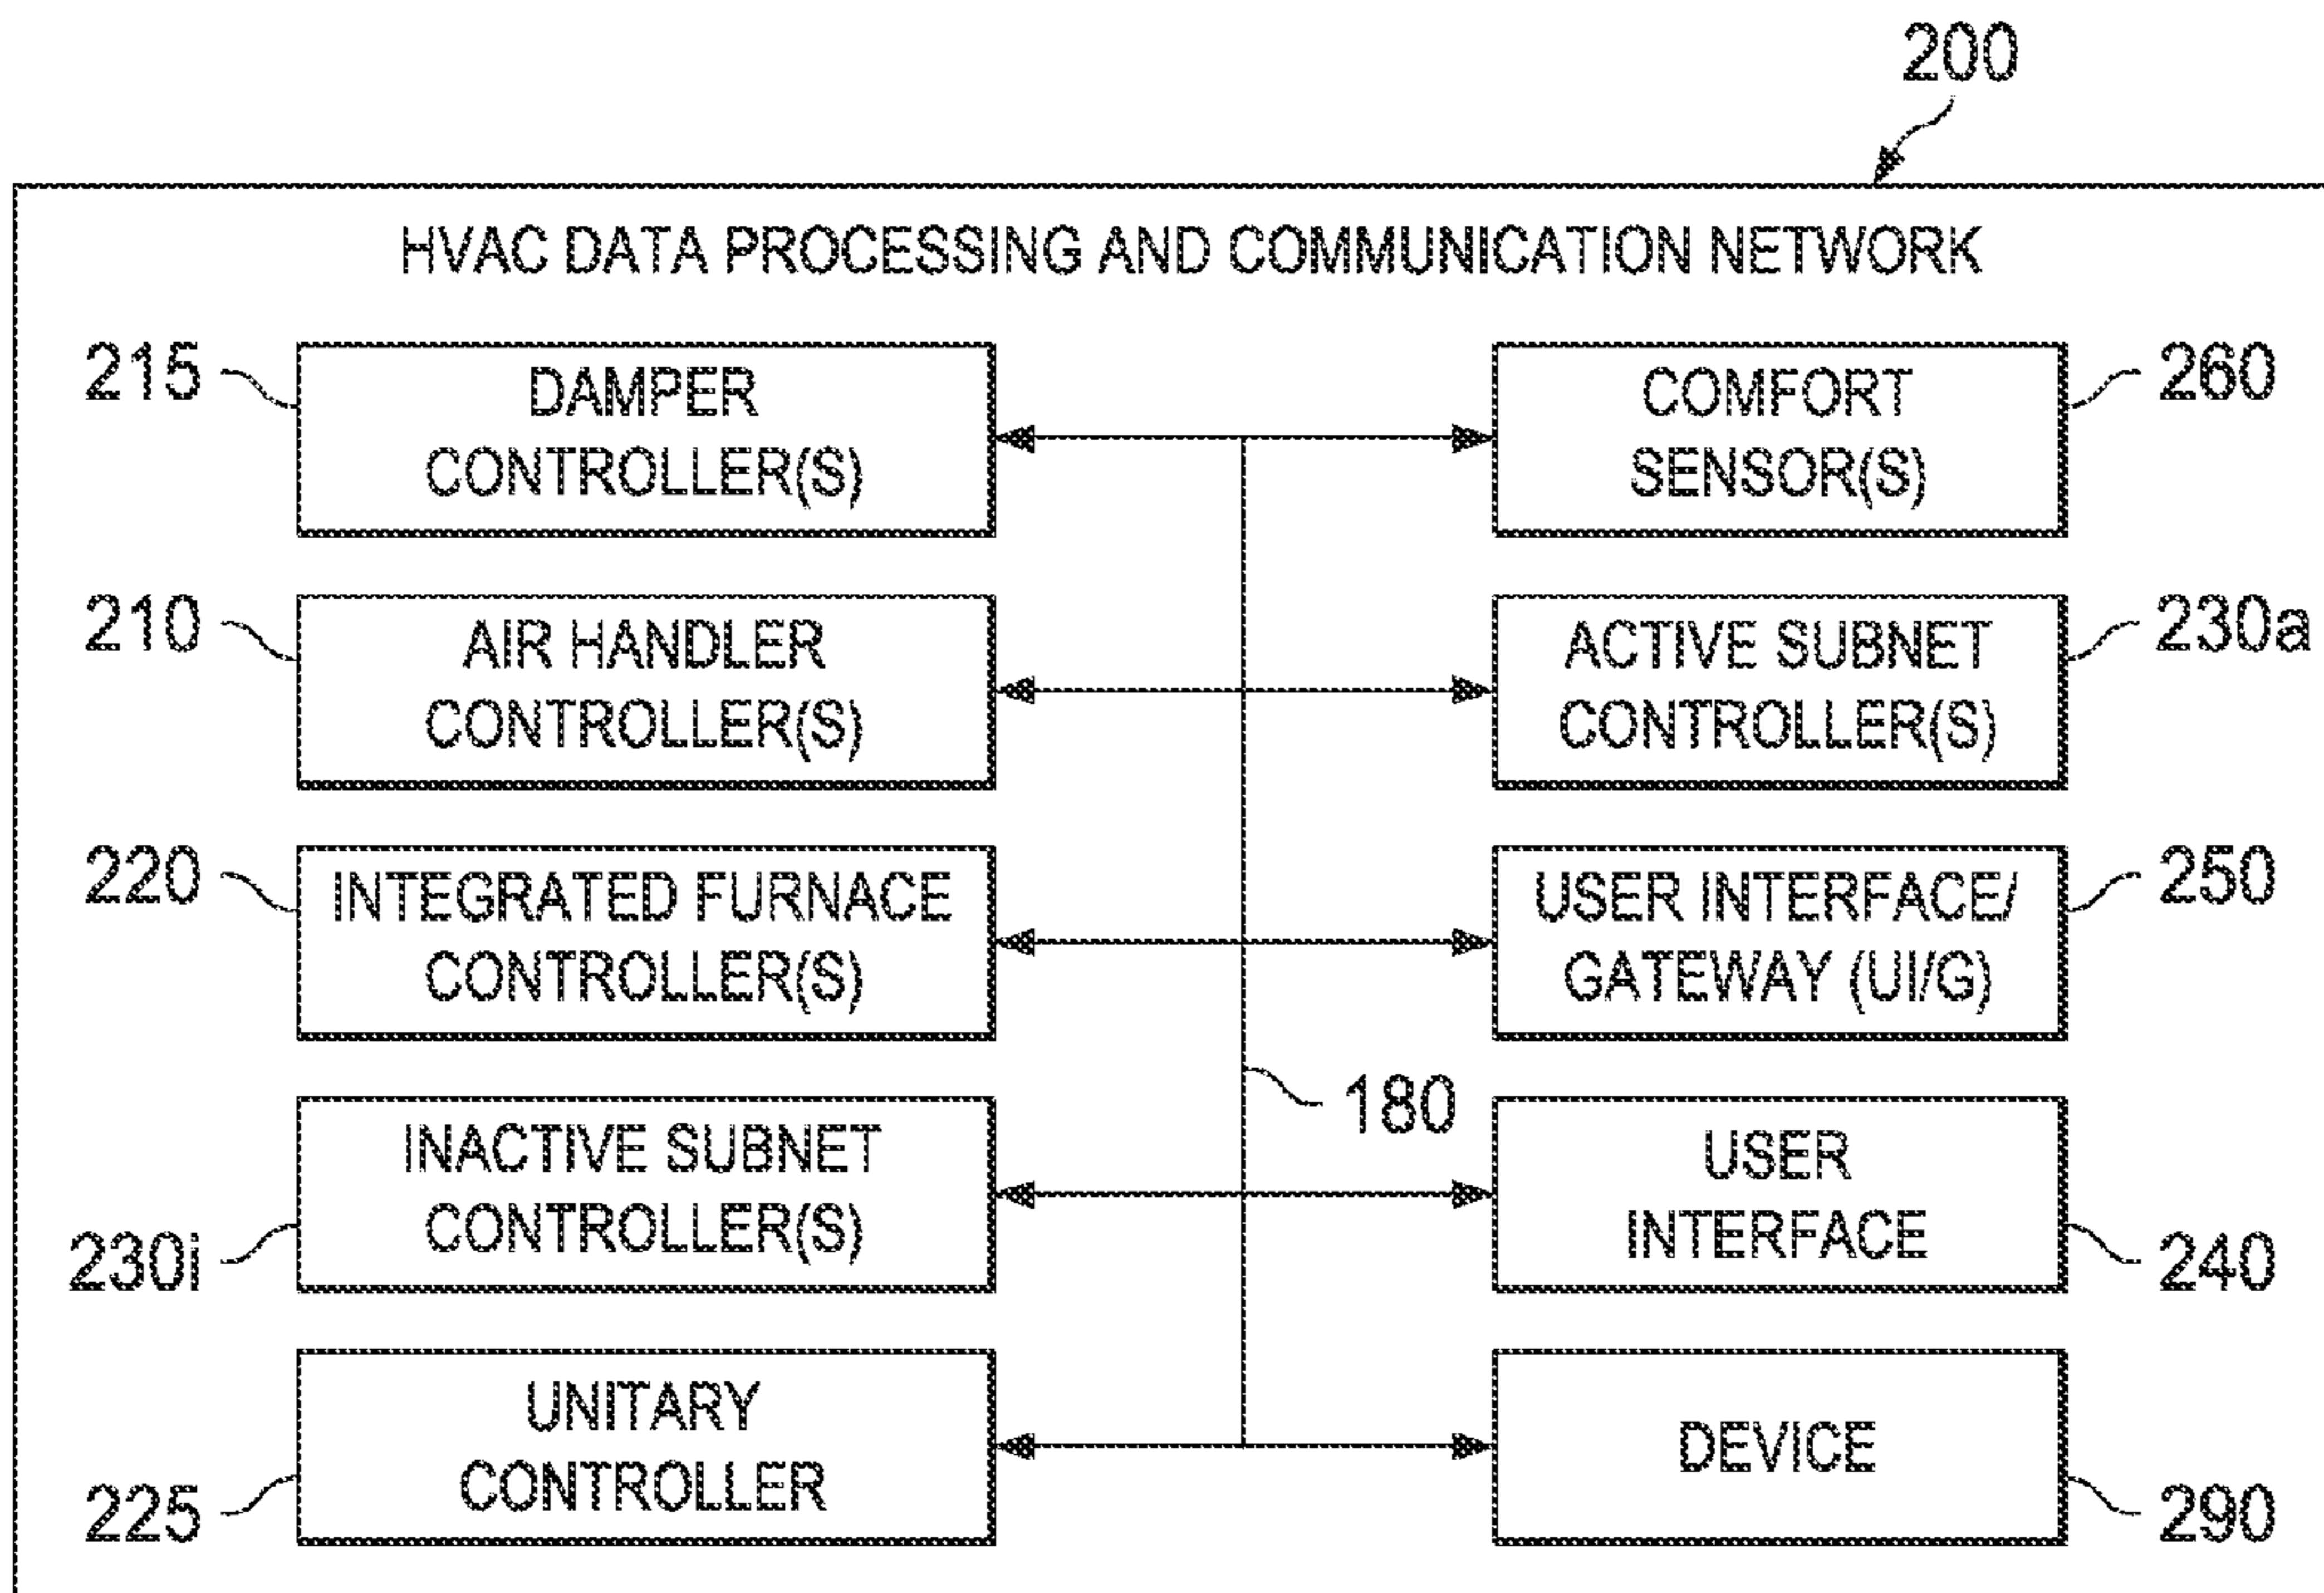 200
HVAC DATA PROCESSING AND COMMUNICATION NETWORK
215
DAMPER
CONTROLLER(S)
COMFORT
SENSOR(S)
260
210
AIR HANDLER
CONTROLLER(S)
ACTIVE SUBNET
CONTROLLER(S)
230a
220
INTEGRATED FURNACE
CONTROLLER(S)
USER INTERFACE/
GATEWAY (UI/G)
250
180
230i
INACTIVE SUBNET
CONTROLLER(S)
USER
INTERFACE
240
225
UNITARY
CONTROLLER
DEVICE
290